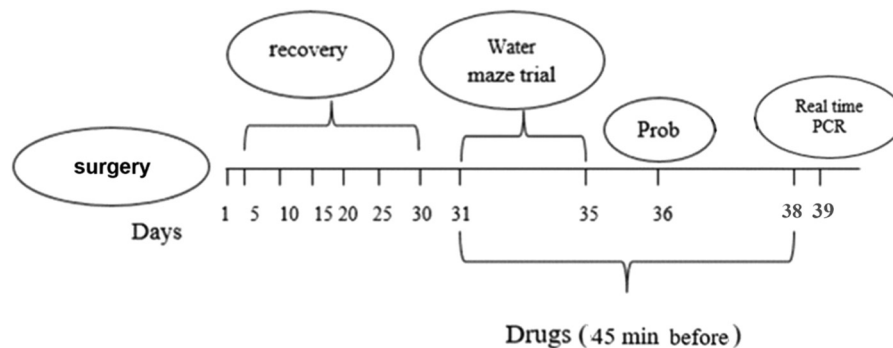 recovery
Water
maze trial
Prob
Real time
PCR
surgery
Days
1 5 10 15 20 25 30 31 35 36 38 39
Drugs (45 min before)